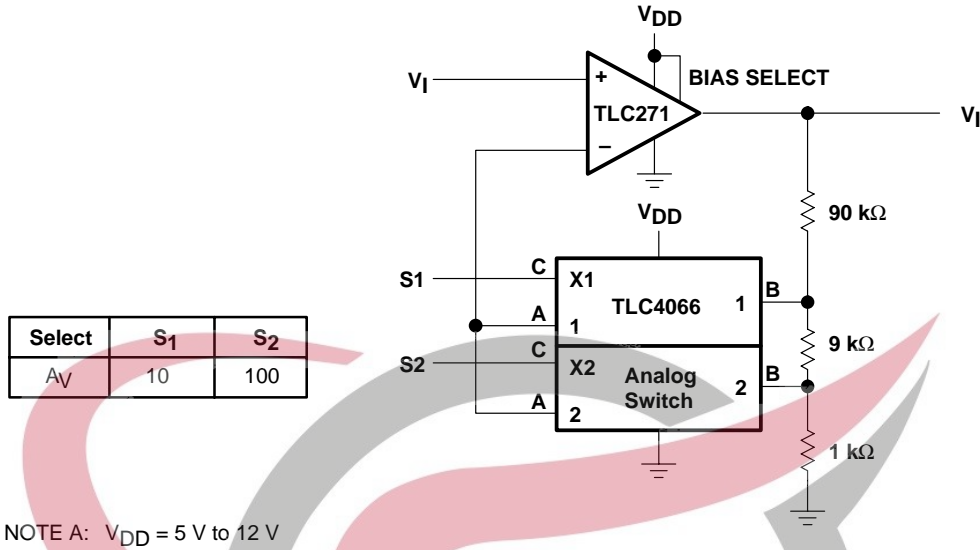 VDD
BIAS SELECT
VI
+
TLC271
−
VI
90 kΩ
VDD
S1
C
X1
TLC4066
1
B
A
1
9 kΩ
S2
C
X2
Analog
Switch
2
B
A
2
1 kΩ
Select S1 S2
AV 10 100
NOTE A: VDD = 5 V to 12 V